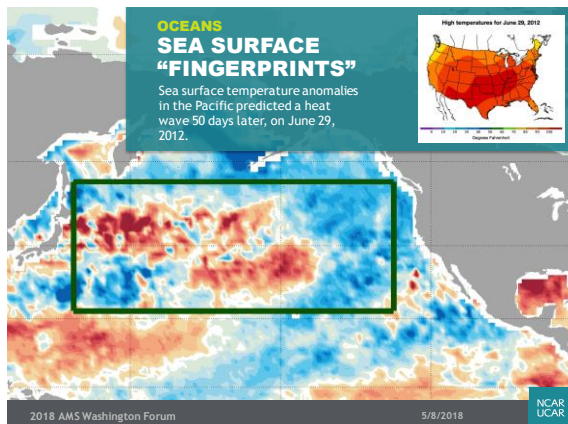 OCEANS
SEA SURFACE
“FINGERPRINTS”
Sea surface temperature anomalies
in the Pacific predicted a heat
wave 50 days later, on June 29,
2012.
High temperatures for June 29, 2012
Degrees Fahrenheit
2018 AMS Washington Forum
5/8/2018
NCAR
UCAR